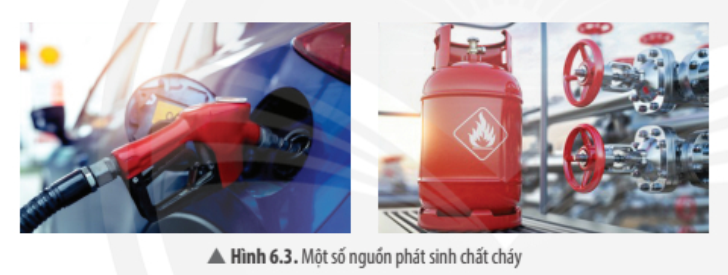 ▲ Hình 6.3. Một số nguồn phát sinh chất cháy